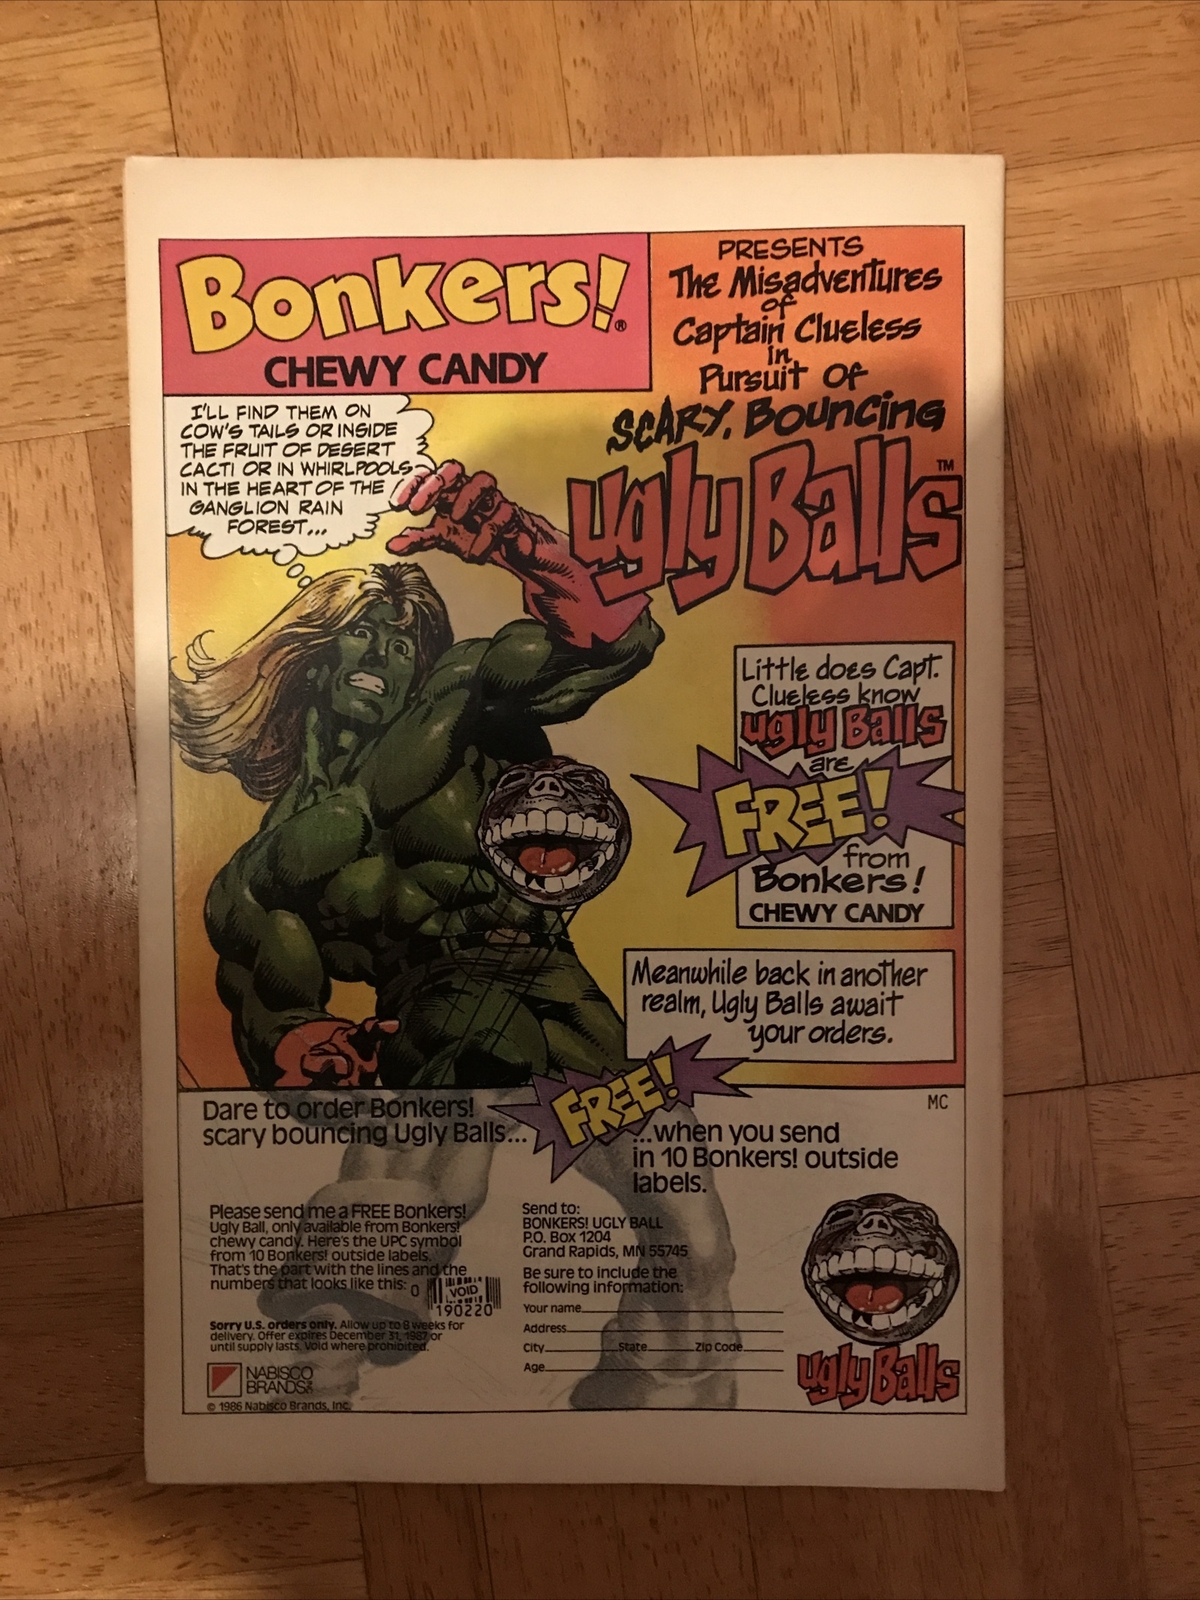 Bonkers!®
CHEWY CANDY
PRESENTS
The Misadventures
of
Captain Clueless
in
Pursuit Of
SCARY, Bouncing
ugly Balls™
I'LL FIND THEM ON
COW'S TAILS OR INSIDE
THE FRUIT OF DESERT
CACTI OR IN WHIRLPOOLS
IN THE HEART OF THE
GANGLION RAIN
FOREST...
Little does Capt.
Clueless know
ugly Balls
are
FREE!
from
Bonkers!
CHEWY CANDY
Meanwhile back in another
realm, Ugly Balls await
your orders.
MC
Dare to order Bonkers!
scary bouncing Ugly Balls...
FREE!
...when you send
in 10 Bonkers! outside
labels.
Please send me a FREE Bonkers!
Ugly Ball, only available from Bonkers!
chewy candy. Here's the UPC symbol
from 10 Bonkers! outside labels.
That's the part with the lines and the
numbers that looks like this: 0
VOID
190220
Sorry U.S. orders only. Allow up to 8 weeks for
delivery. Offer expires December 31, 1987 or
until supply lasts. Void where prohibited.
NABISCO
BRANDS
© 1986 Nabisco Brands, Inc.
Send to:
BONKERS! UGLY BALL
P.O. Box 1204
Grand Rapids, MN 55745
Be sure to include the
following information:
Your name
Address
City State Zip Code
Age
ugly Balls